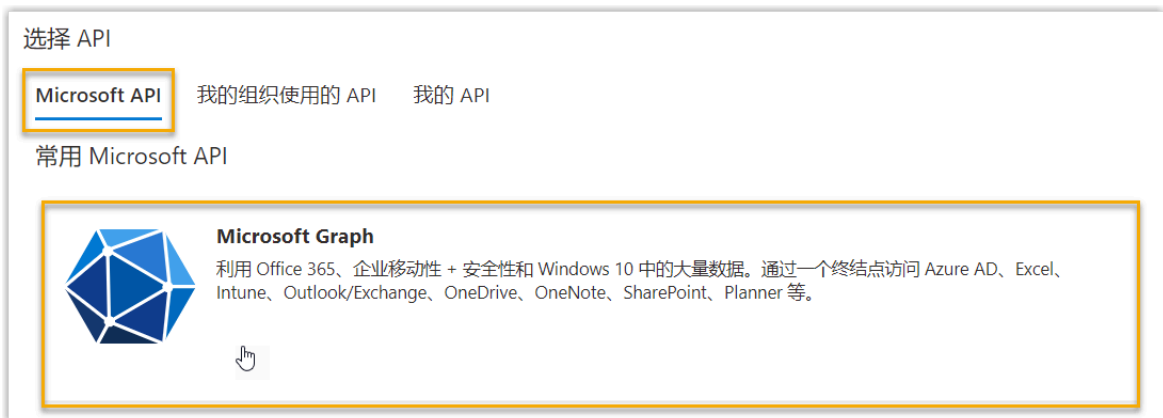 选择 API
Microsoft API 我的组织使用的 API 我的 API
常用 Microsoft API
Microsoft Graph
利用 Office 365、企业移动性 + 安全性和 Windows 10 中的大量数据。通过一个终结点访问 Azure AD、Excel、
Intune、Outlook/Exchange、OneDrive、OneNote、SharePoint、Planner 等。